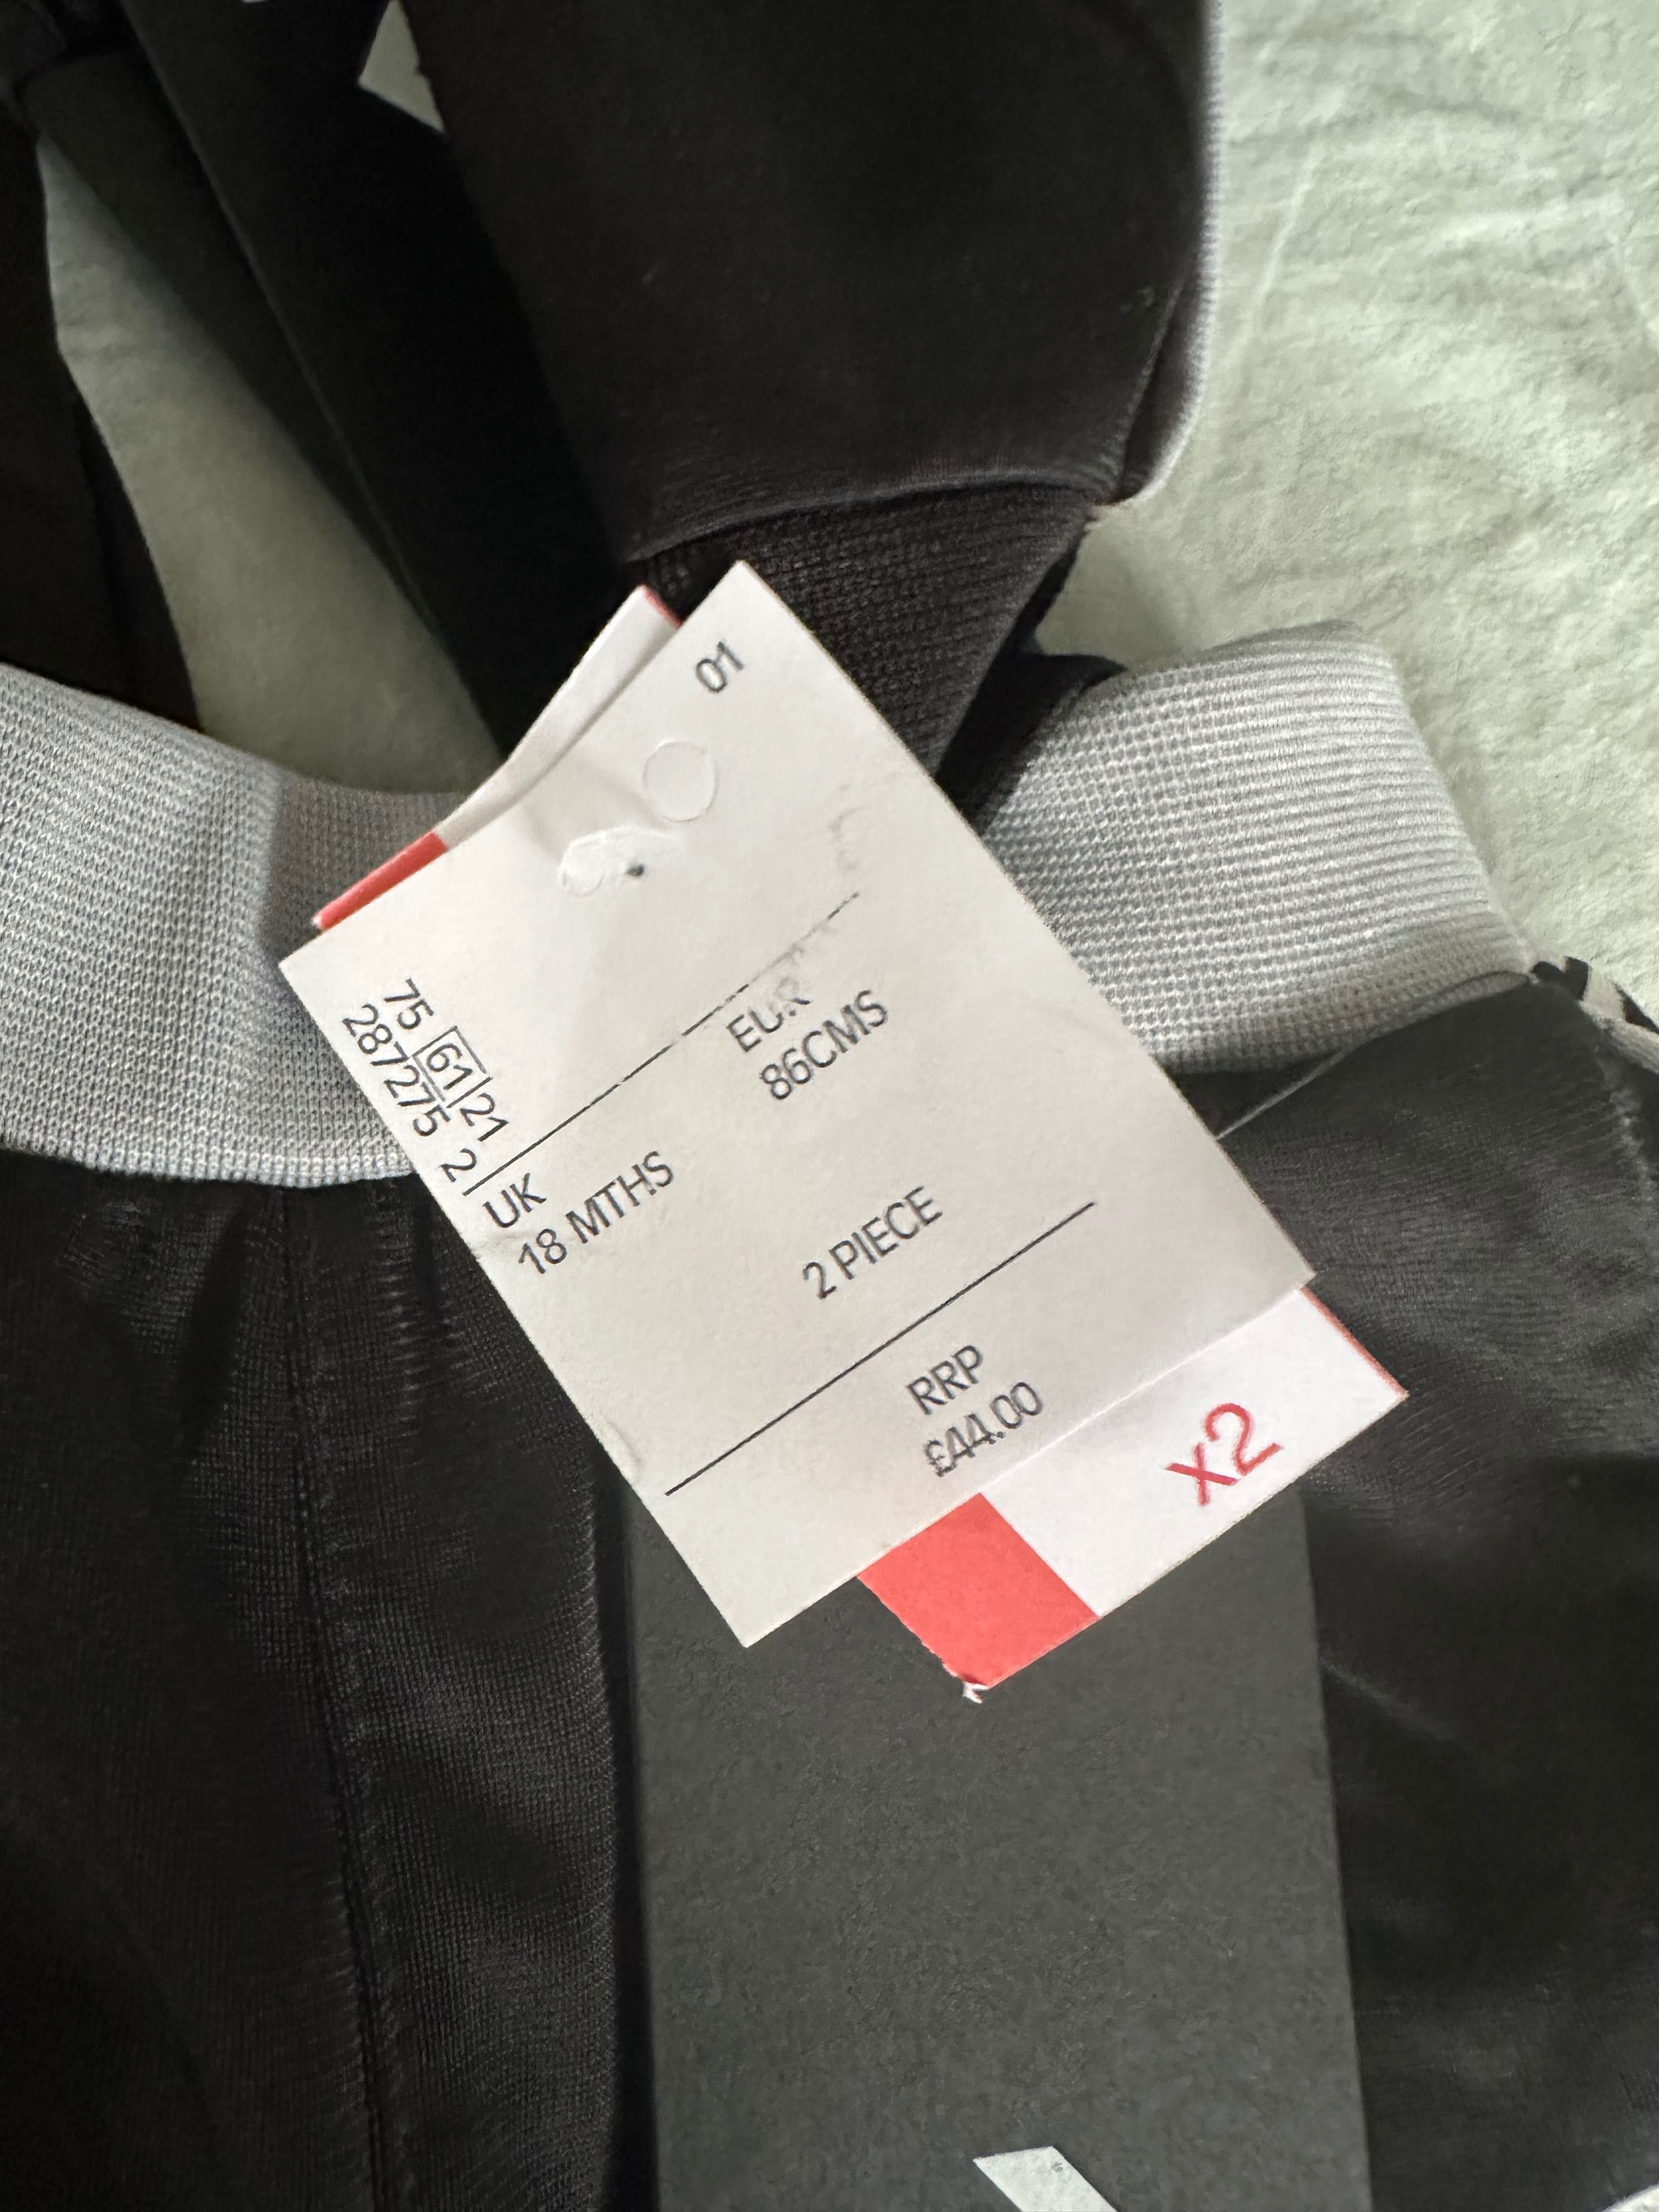 01
75 61 21
287275 2
UK EUR
18 MTHS 86CMS
2 PIECE
RRP
£44.00
x2